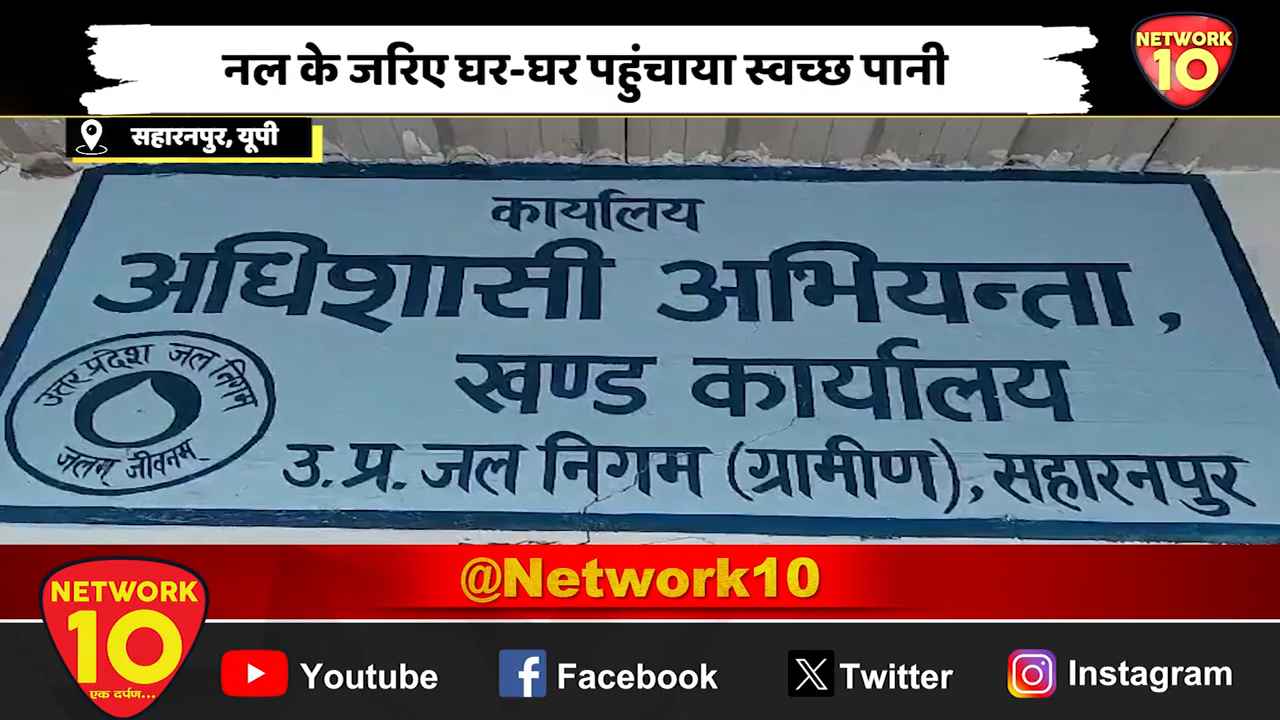 नल के जरिए घर-घर पहुंचाया स्वच्छ पानी
NETWORK
10
सहारनपुर, यूपी
कार्यालय
अधिशासी अभियन्ता,
खण्ड कार्यालय
उ.प्र. जल निगम (ग्रामीण), सहारनपुर
उत्तर प्रदेश जल निगम
जलम् जीवनम्
@Network10
NETWORK
10
एक दर्पण...
Youtube
Facebook
Twitter
Instagram